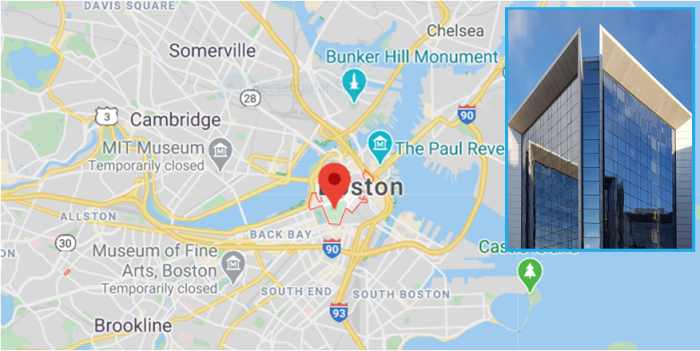 DAVIS SQUARE
Chelsea
Somerville
Bunker Hill Monument
28
90
3
Cambridge
MIT Museum
Temporarily closed
The Paul Reve
ston
ALLSTON
BACK BAY
30
90
Museum of Fine
Arts, Boston
Temporarily closed
SOUTH END
SOUTH BOSTON
93
Brookline